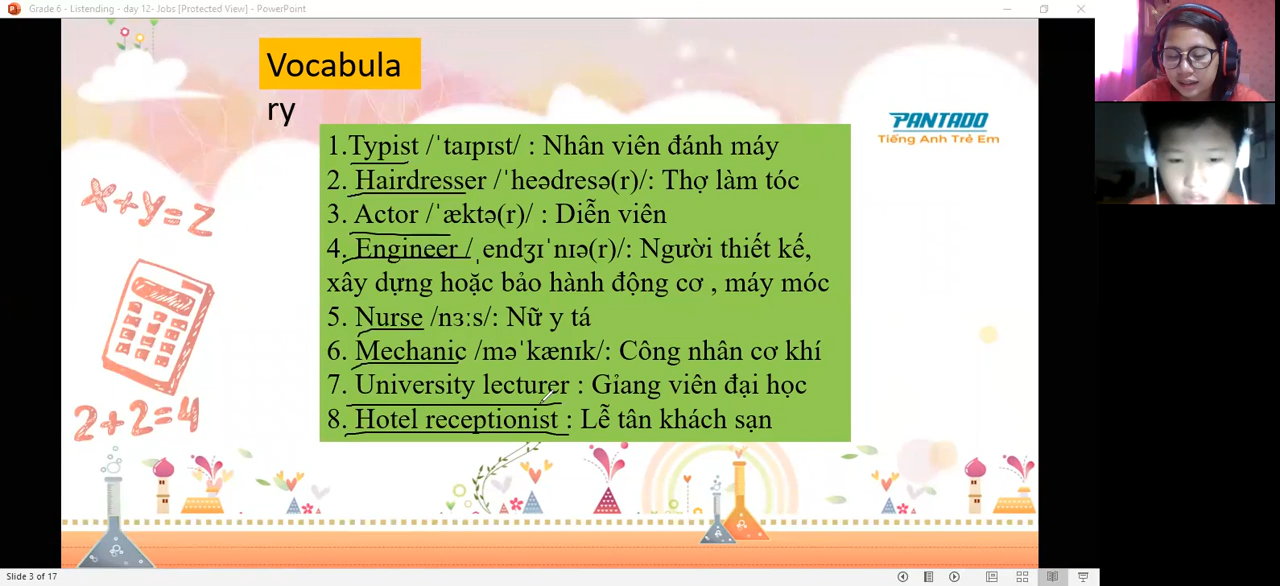 Grade 6 - Listending - day 12- Jobs [Protected View] - PowerPoint
Vocabula
ry
PANTADO
Tiếng Anh Trẻ Em
1.Typist /ˈtaɪpɪst/ : Nhân viên đánh máy
2. Hairdresser /ˈheədresə(r)/: Thợ làm tóc
3. Actor /ˈæktə(r)/ : Diễn viên
4. Engineer /ˌendʒɪˈnɪə(r)/: Người thiết kế,
xây dựng hoặc bảo hành động cơ , máy móc
5. Nurse /nɜːs/: Nữ y tá
6. Mechanic /məˈkænɪk/: Công nhân cơ khí
7. University lecturer : Gỉang viên đại học
8. Hotel receptionist : Lễ tân khách sạn
x+y=z
2+2=4
Slide 3 of 17